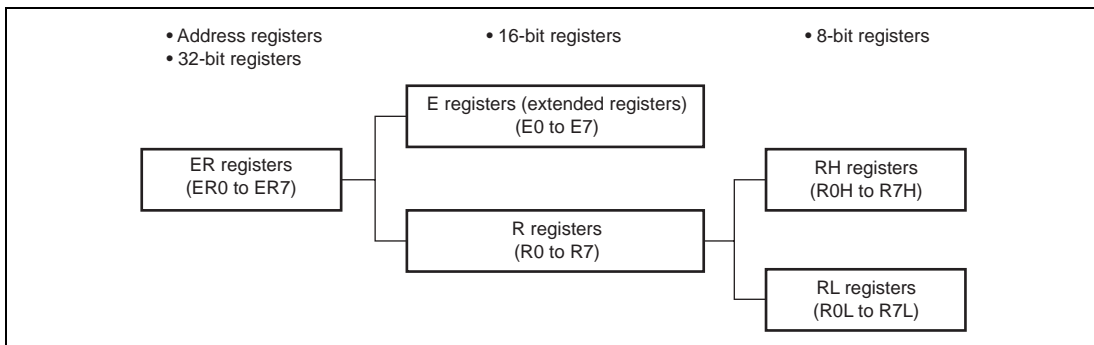 • Address registers
• 32-bit registers
• 16-bit registers
• 8-bit registers
E registers (extended registers)
(E0 to E7)
ER registers
(ER0 to ER7)
RH registers
(R0H to R7H)
R registers
(R0 to R7)
RL registers
(R0L to R7L)